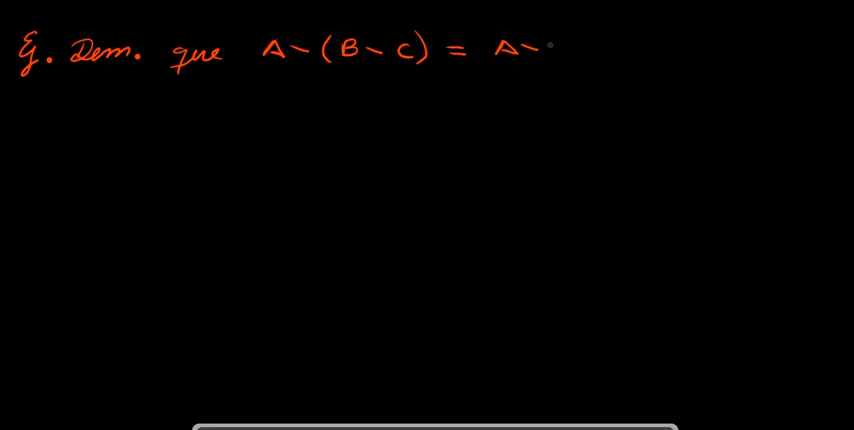 Ej. Dem. que A ∖ (B ∖ C) = A ∖